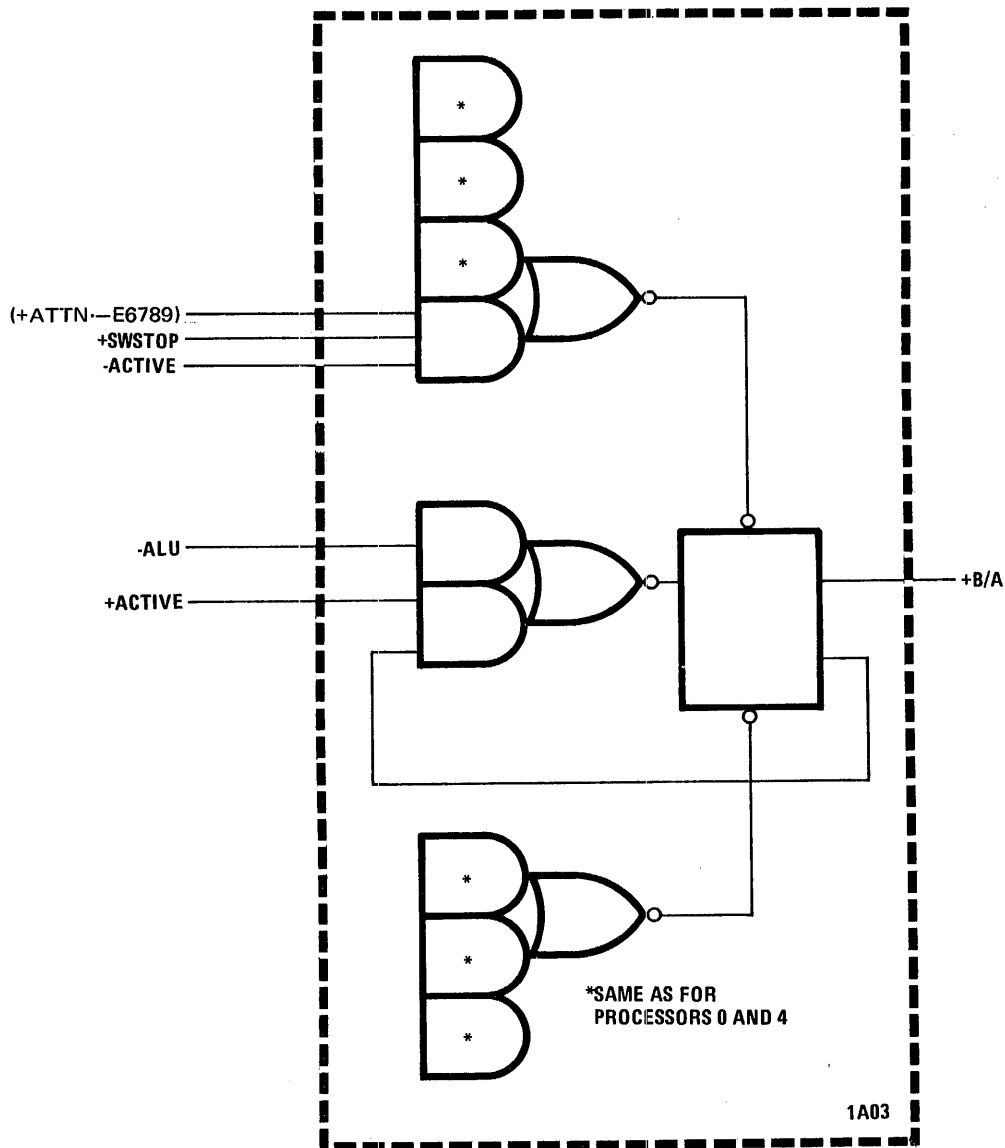 *
*
*
(+ATTN·—E6789)
+SWSTOP
-ACTIVE
-ALU
+ACTIVE
+B/A
*
*
*
*SAME AS FOR
PROCESSORS 0 AND 4
1A03